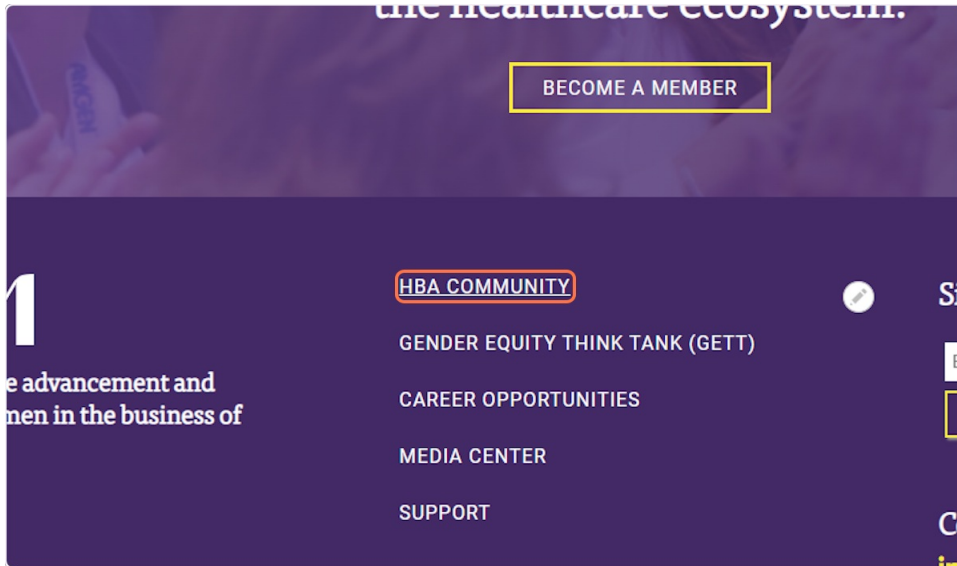 the healthcare ecosystem.
BECOME A MEMBER
AMGEN
HBA COMMUNITY
GENDER EQUITY THINK TANK (GETT)
CAREER OPPORTUNITIES
MEDIA CENTER
SUPPORT
advancement and
in the business of